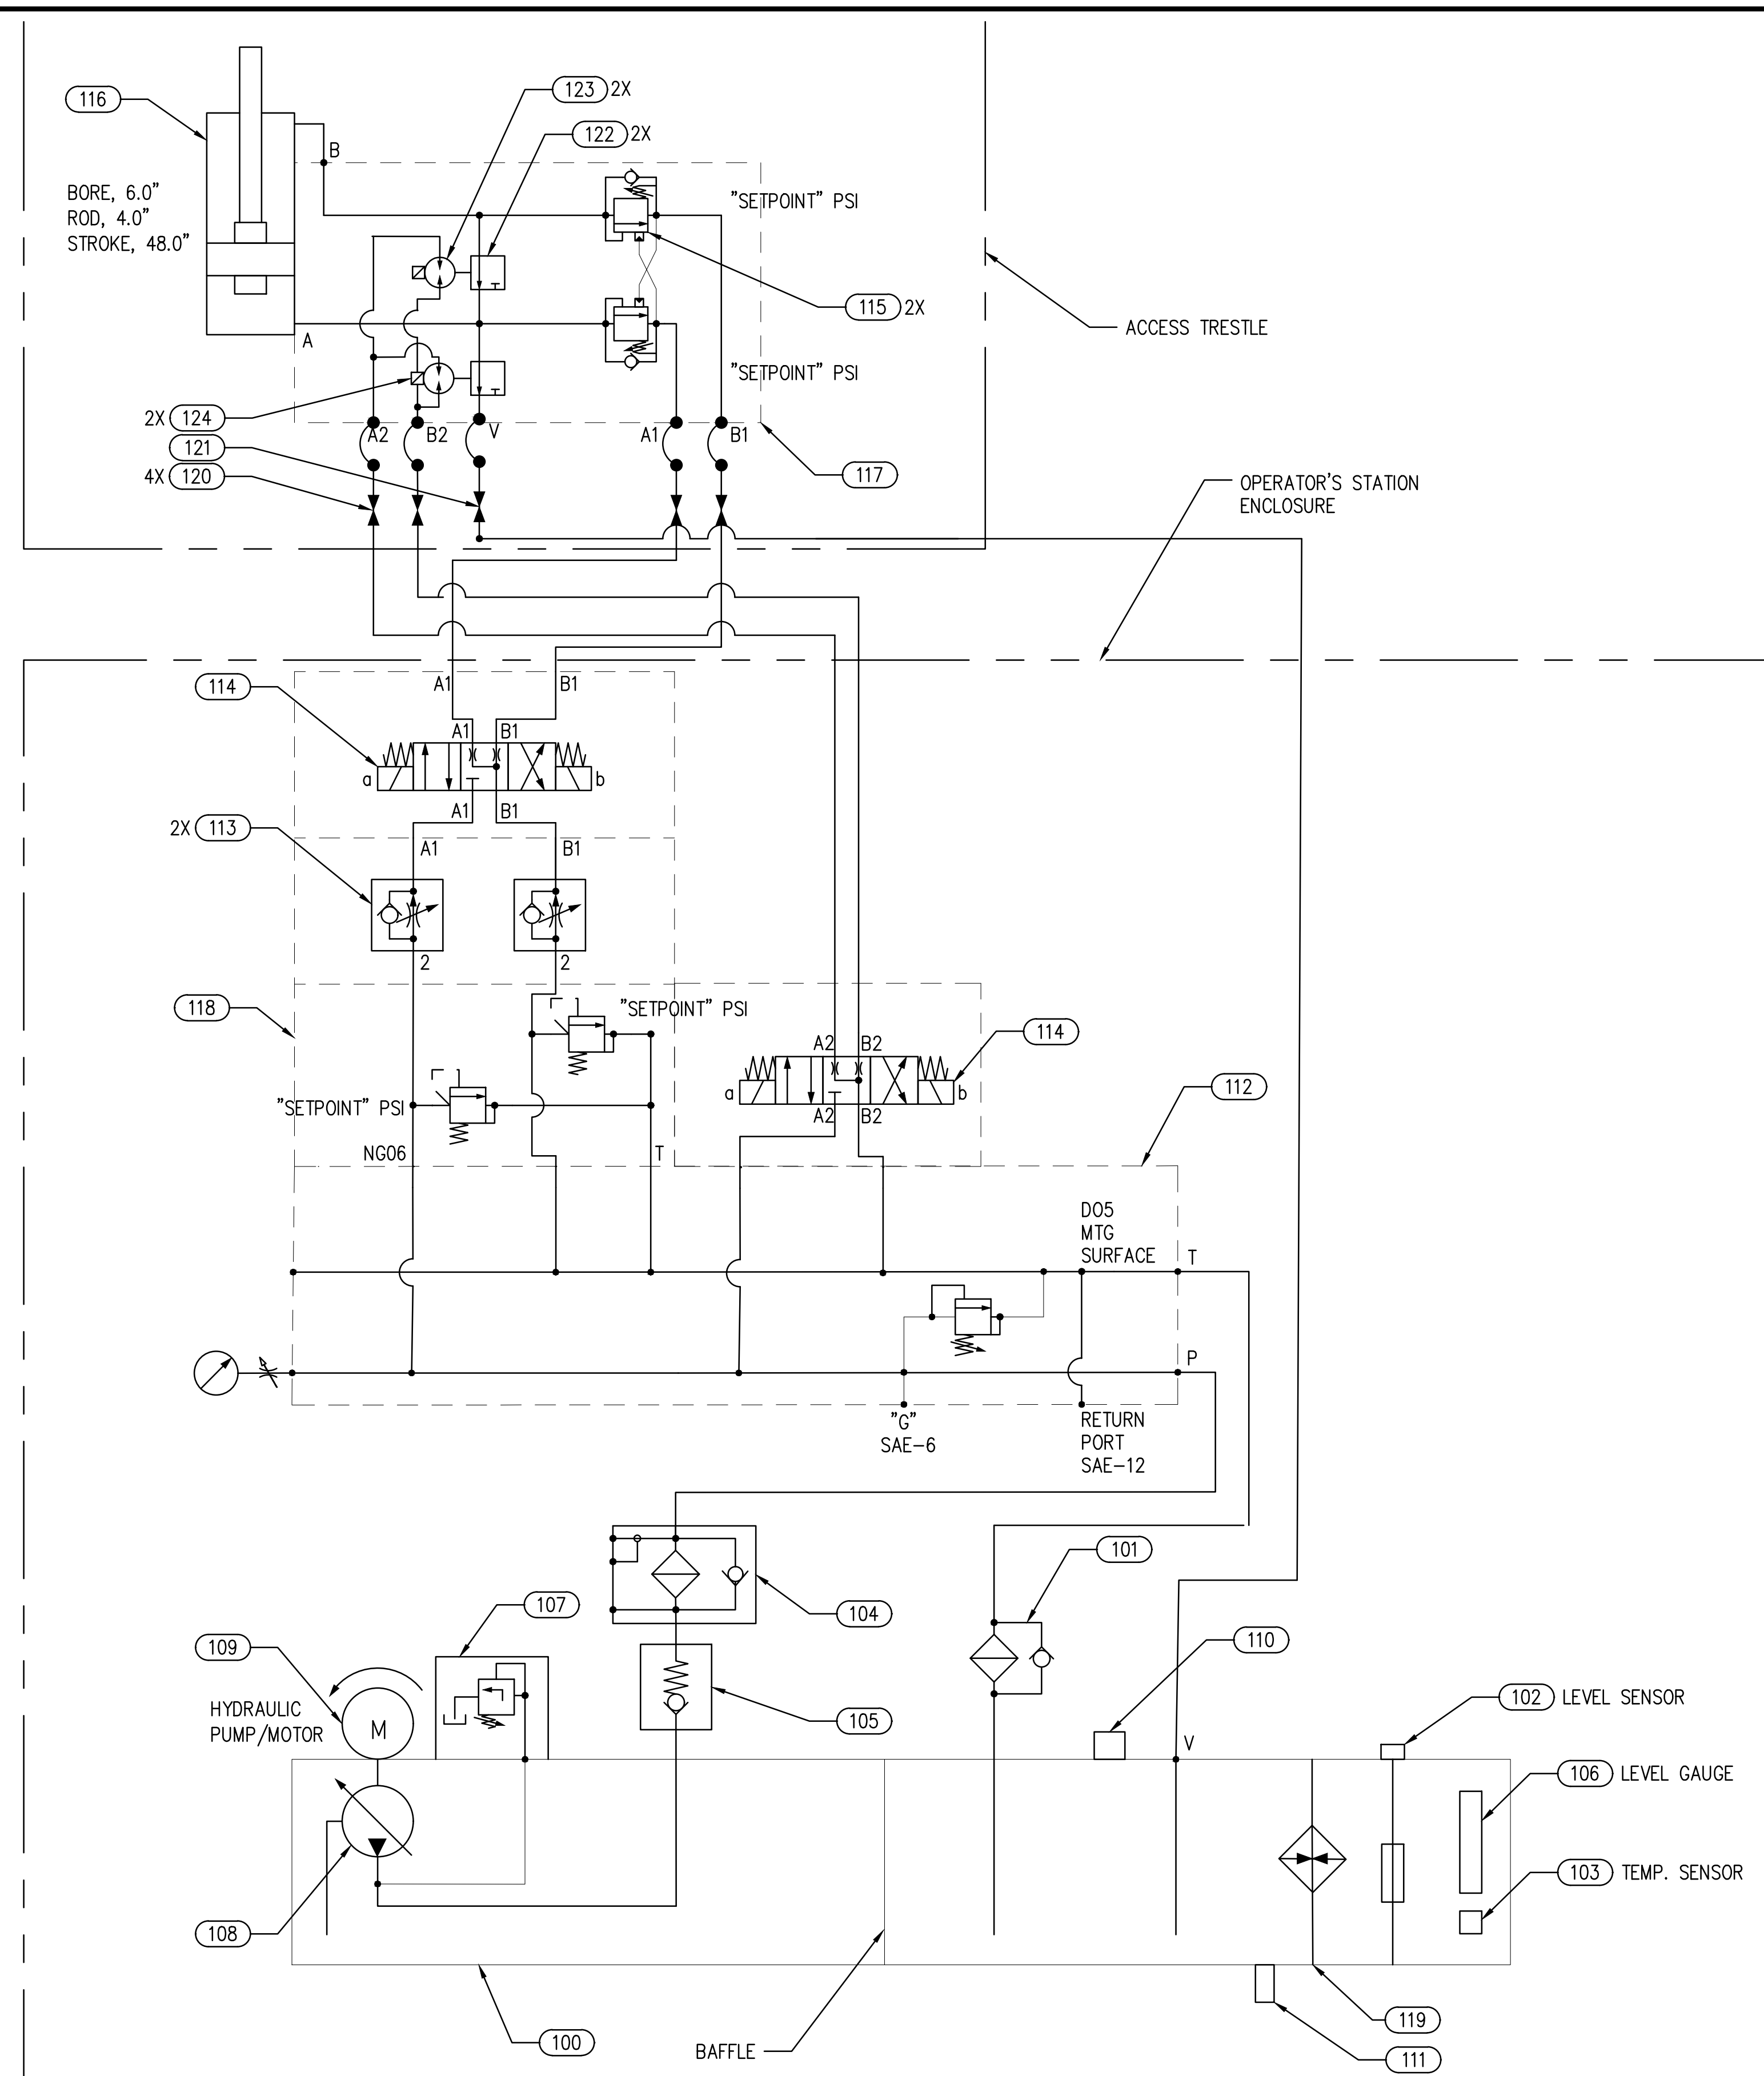 116
123 2X
122 2X
B
BORE, 6.0"
ROD, 4.0"
STROKE, 48.0"
"SETPOINT" PSI
115 2X
ACCESS TRESTLE
A
"SETPOINT" PSI
2X 124
A2
B2
V
A1
B1
121
4X 120
117
OPERATOR'S STATION
ENCLOSURE
114
A1
B1
A1
B1
a
b
A1
B1
2X 113
A1
B1
2
2
118
"SETPOINT" PSI
114
A2
B2
a
b
A2
B2
112
"SETPOINT" PSI
NG06
T
D05
MTG
SURFACE
T
P
"G"
SAE-6
RETURN
PORT
SAE-12
101
107
104
109
110
HYDRAULIC
PUMP/MOTOR
M
105
102 LEVEL SENSOR
V
106 LEVEL GAUGE
103 TEMP. SENSOR
108
100
BAFFLE
119
111